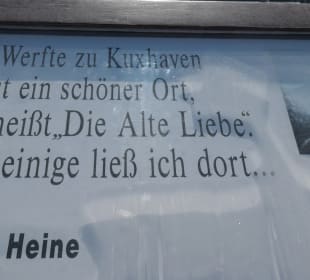 Werfte zu Kuxhaven
t ein schöner Ort,
heißt„Die Alte Liebe“.
einige ließ ich dort...
Heine